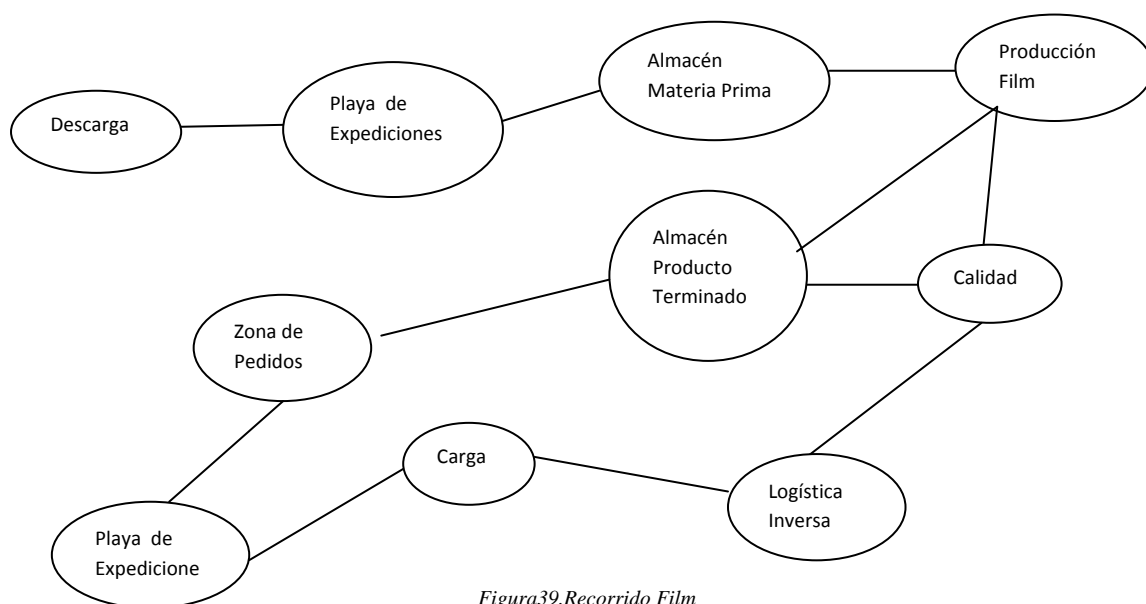 Descarga
Playa de
Expediciones
Almacén
Materia Prima
Producción
Film
Almacén
Producto
Terminado
Calidad
Zona de
Pedidos
Carga
Logística
Inversa
Playa de
Expedicione
Figura39.Recorrido Film